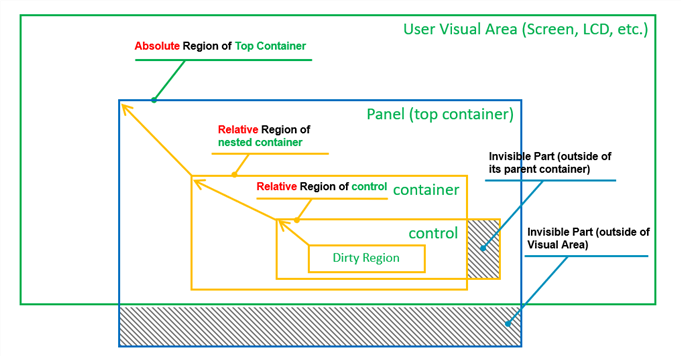 User Visual Area (Screen, LCD, etc.)
Absolute Region of Top Container
Panel (top container)
Relative Region of
nested container
Invisible Part (outside of
its parent container)
Relative Region of control
container
control
Invisible Part (outside of
Visual Area)
Dirty Region